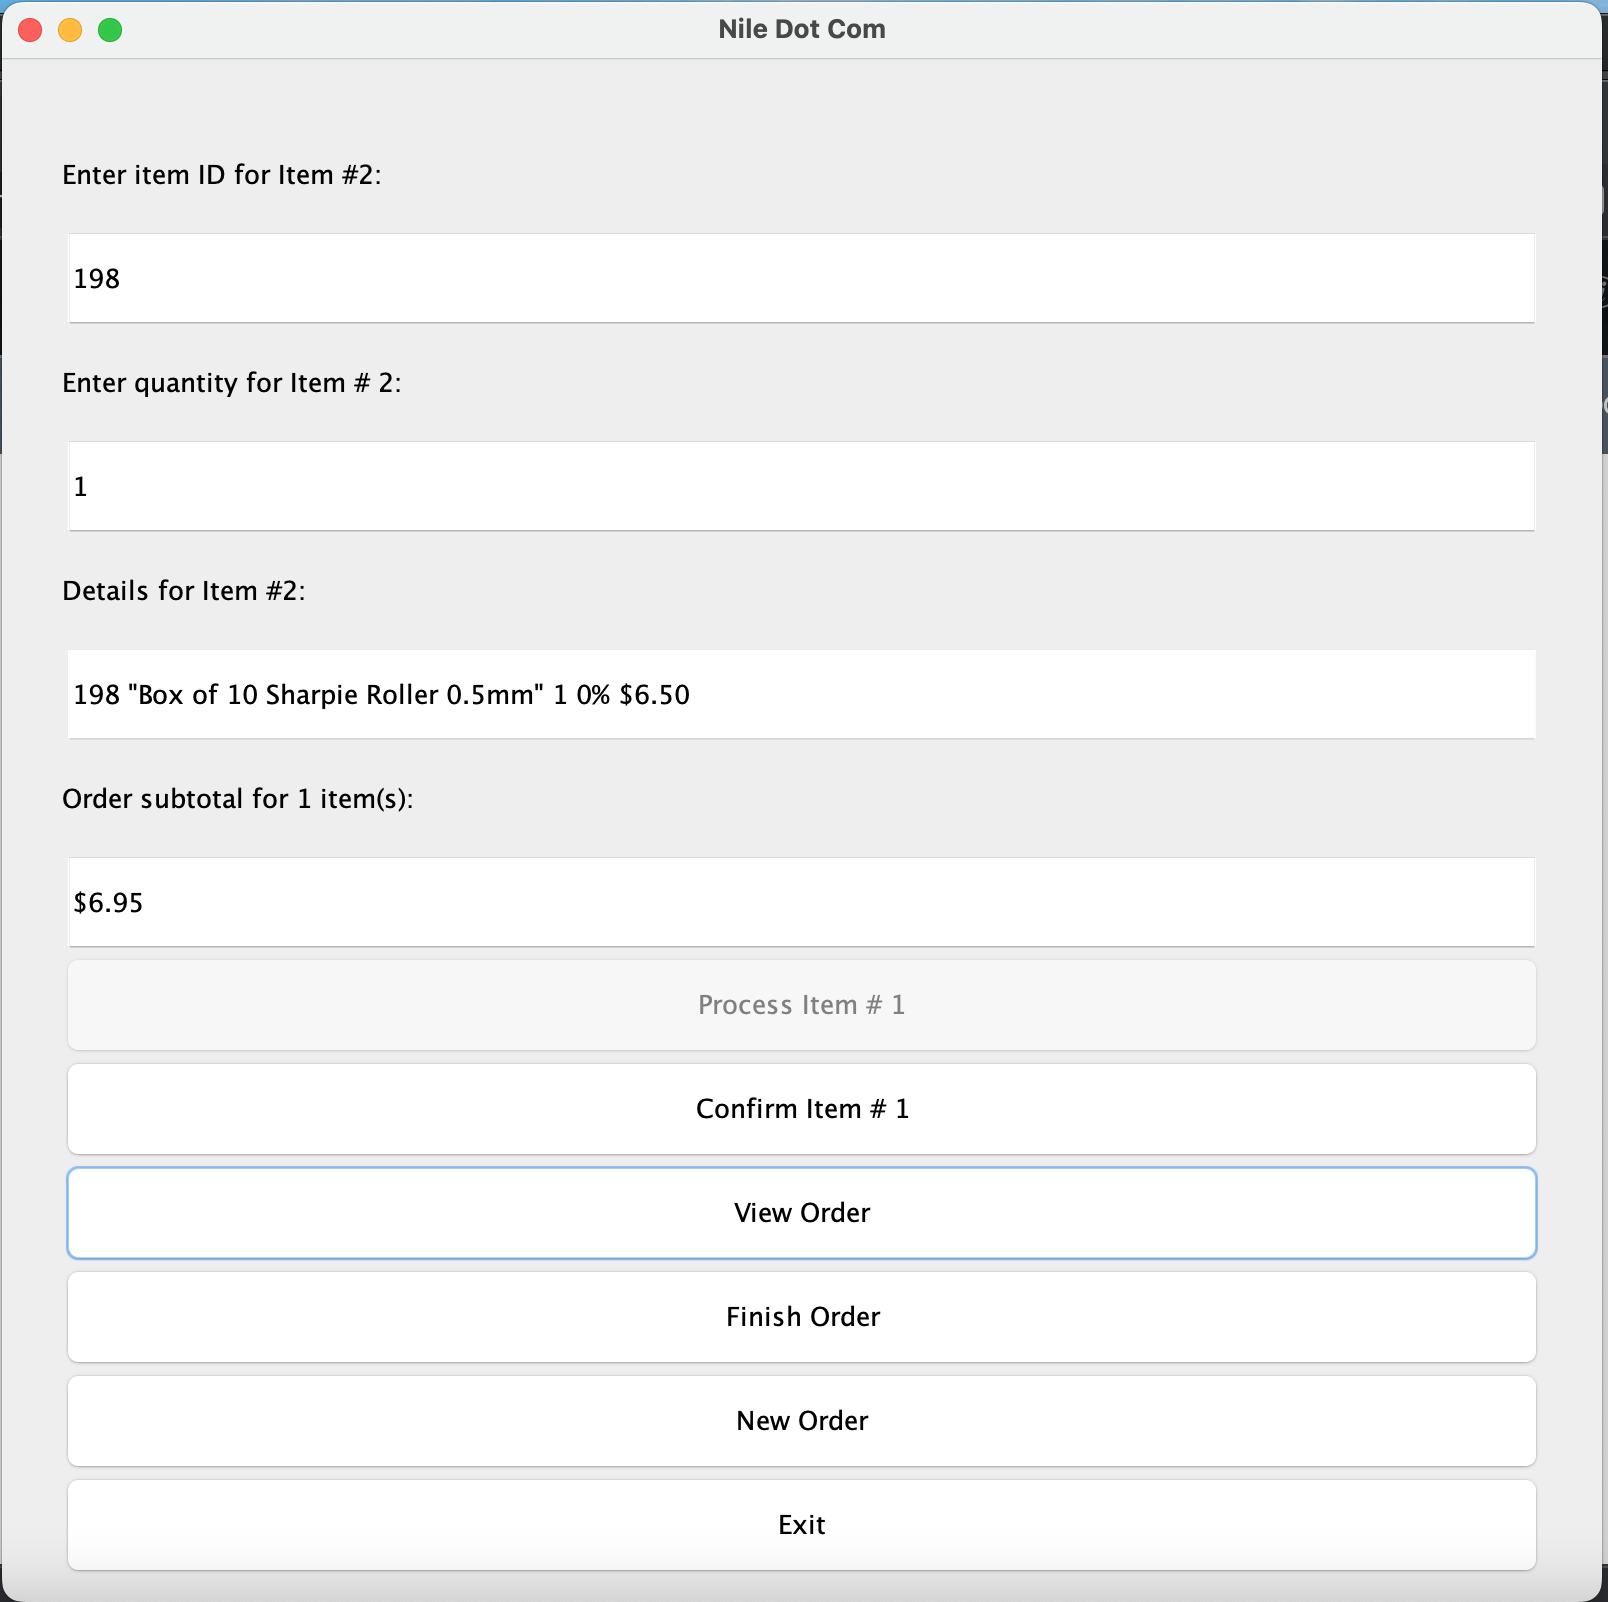 Nile Dot Com
Enter item ID for Item #2:
198
Enter quantity for Item # 2:
1
Details for Item #2:
198 "Box of 10 Sharpie Roller 0.5mm" 1 0% $6.50
Order subtotal for 1 item(s):
$6.95
Process Item # 1
Confirm Item # 1
View Order
Finish Order
New Order
Exit